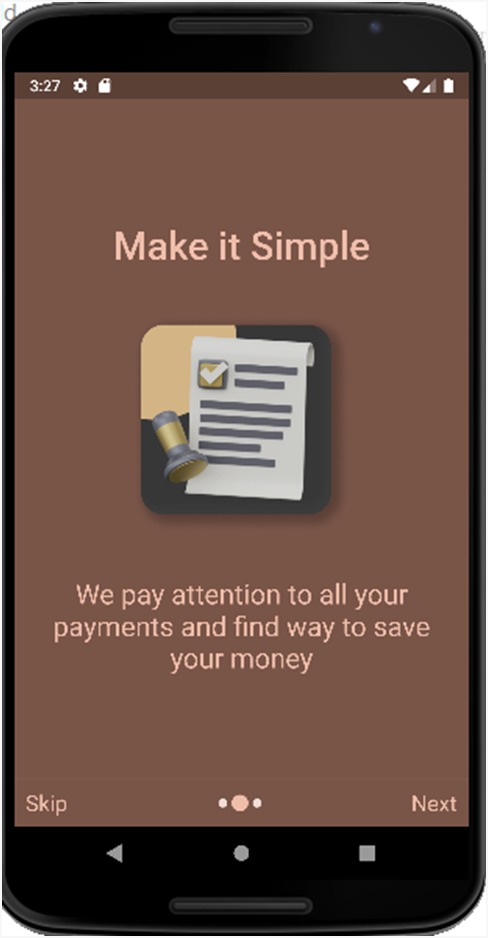 d
3:27
Make it Simple
We pay attention to all your
payments and find way to save
your money
Skip
Next